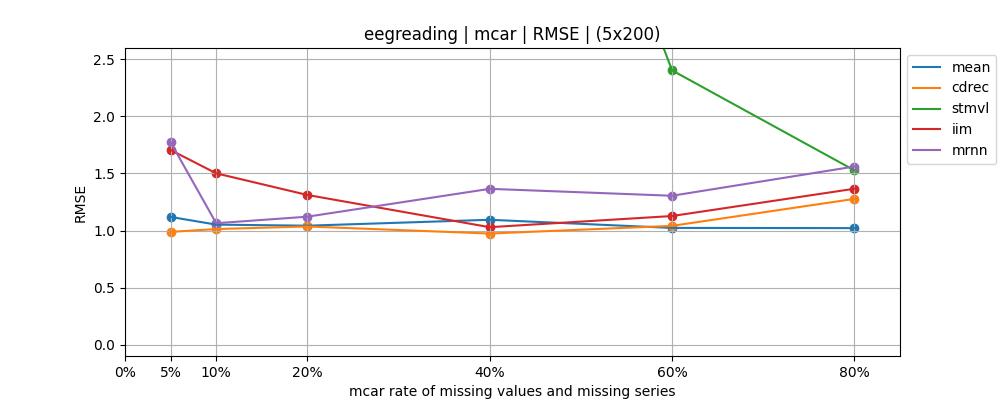 eegreading | mcar | RMSE | (5x200)
2.5
2.0
1.5
1.0
0.5
0.0
RMSE
0% 5% 10% 20% 40% 60% 80%
mcar rate of missing values and missing series
mean
cdrec
stmvl
iim
mrnn